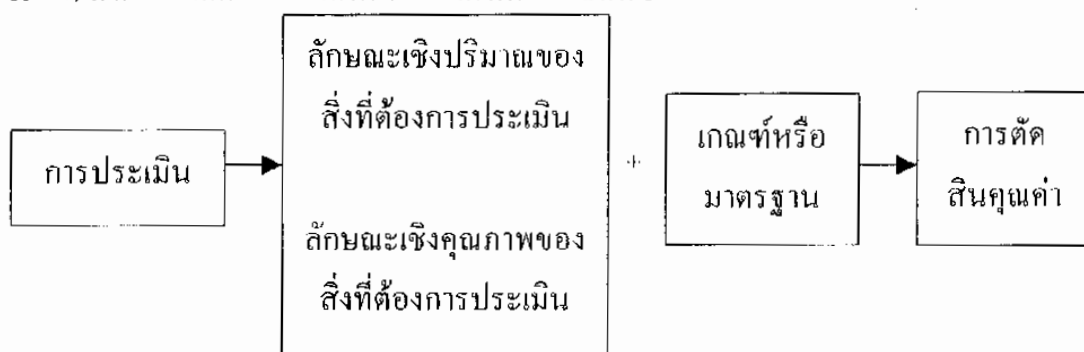 การประเมิน
ลักษณะเชิงปริมาณของ
สิ่งที่ต้องการประเมิน
ลักษณะเชิงคุณภาพของ
สิ่งที่ต้องการประเมิน
+
เกณฑ์หรือ
มาตรฐาน
การตัด
สินคุณค่า